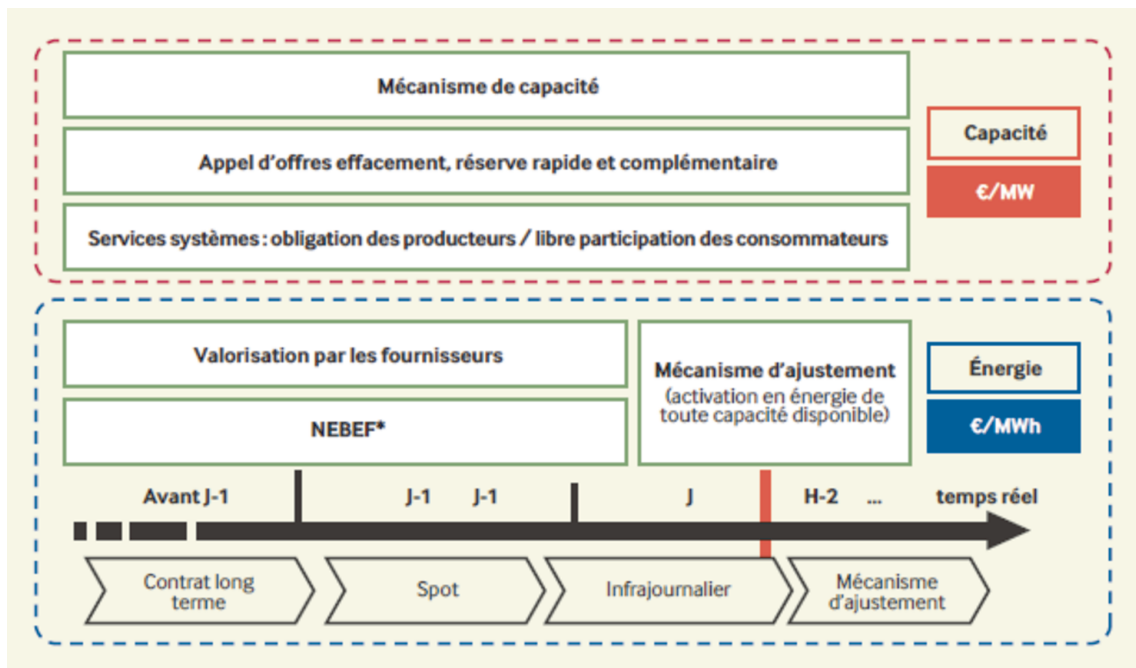 Mécanisme de capacité
Appel d'offres effacement, réserve rapide et complémentaire
Services systèmes : obligation des producteurs / libre participation des consommateurs
Capacité
€/MW
Valorisation par les fournisseurs
NEBEF*
Mécanisme d'ajustement
(activation en énergie de
toute capacité disponible)
Énergie
€/MWh
Avant J-1 J-1 J-1 J H-2 ... temps réel
Contrat long
terme
Spot
Infrajournalier
Mécanisme
d'ajustement